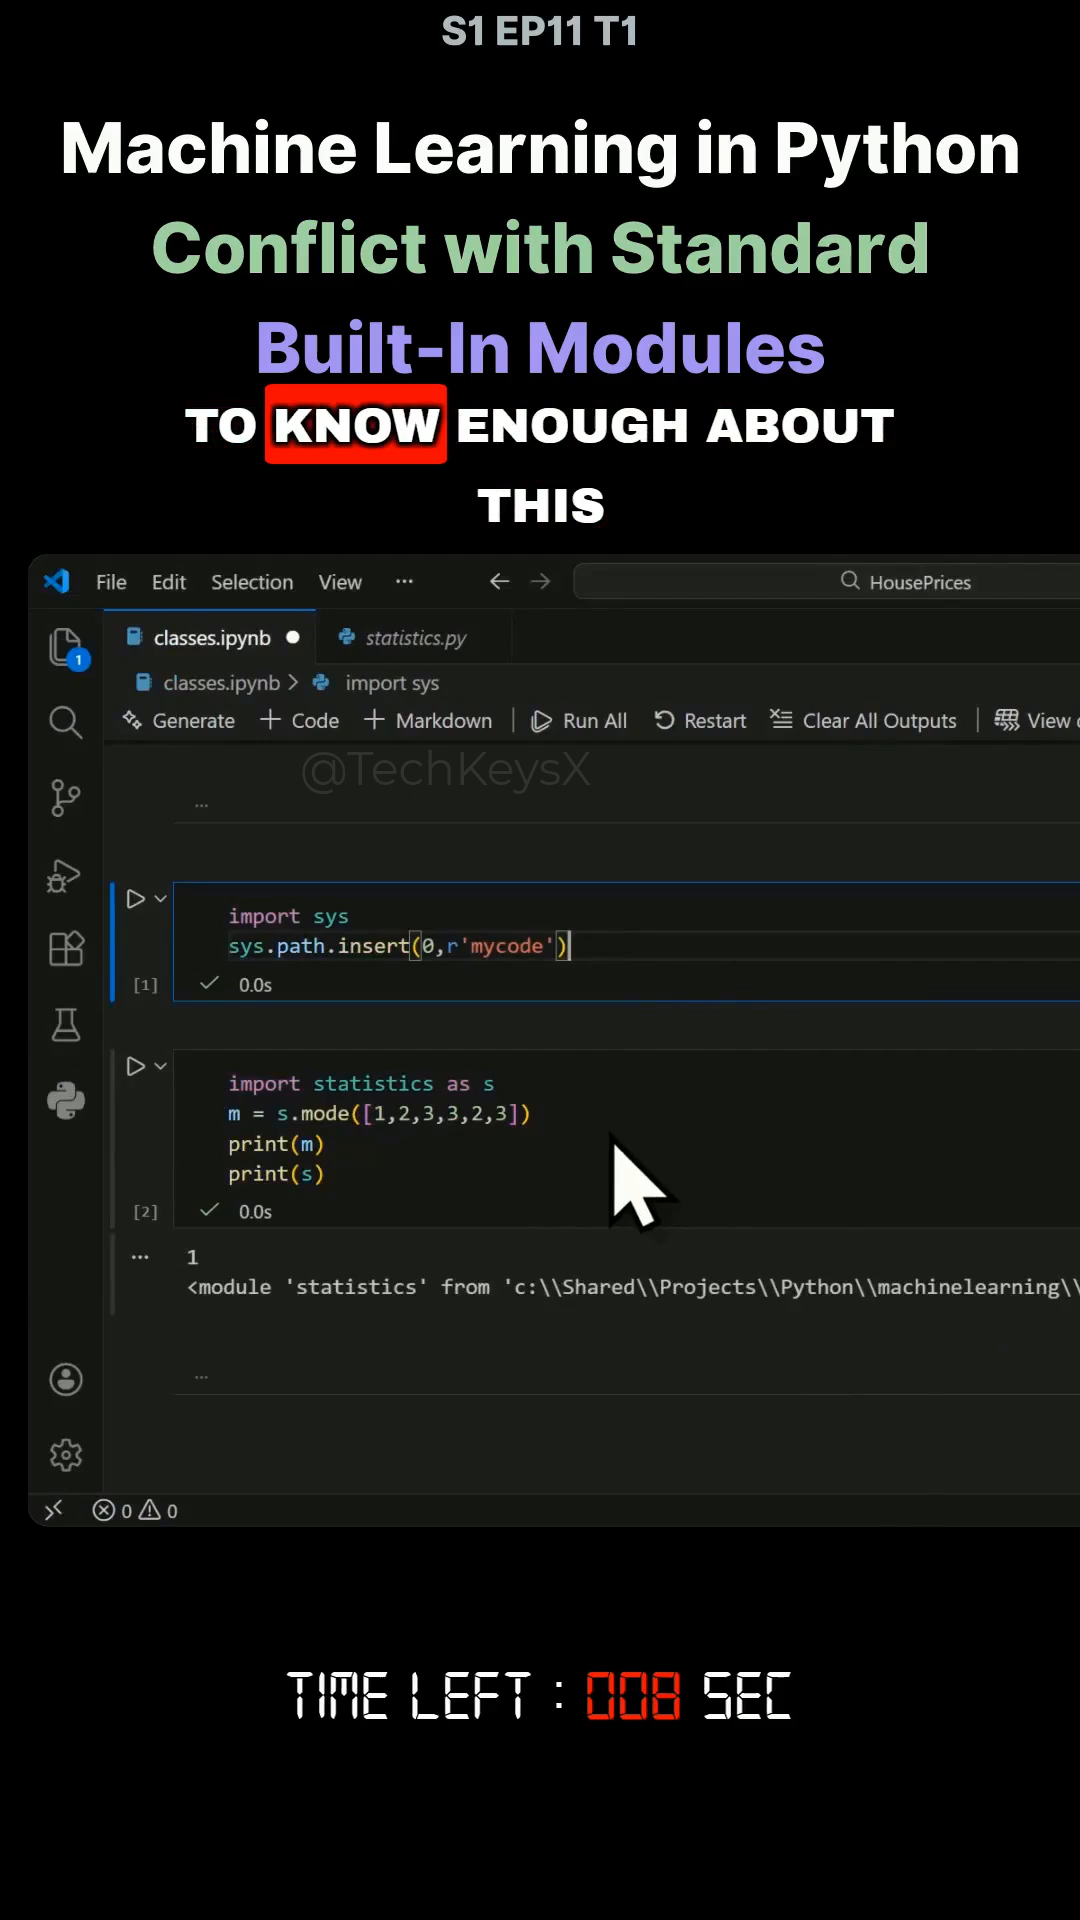 S1 EP11 T1
Machine Learning in Python
Conflict with Standard
Built-In Modules
TO KNOW ENOUGH ABOUT
THIS
File Edit Selection View ··· HousePrices
1
classes.ipynb statistics.py
classes.ipynb > import sys
Generate + Code + Markdown | Run All Restart Clear All Outputs | View
@TechKeysX
...
import sys
sys.path.insert(0,r'mycode')
[1] 0.0s
import statistics as s
m = s.mode([1,2,3,3,2,3])
print(m)
print(s)
[2] 0.0s
... 1
<module 'statistics' from 'c:\\Shared\\Projects\\Python\\machinelearning\\
...
0 0
TIME LEFT : 008 SEC